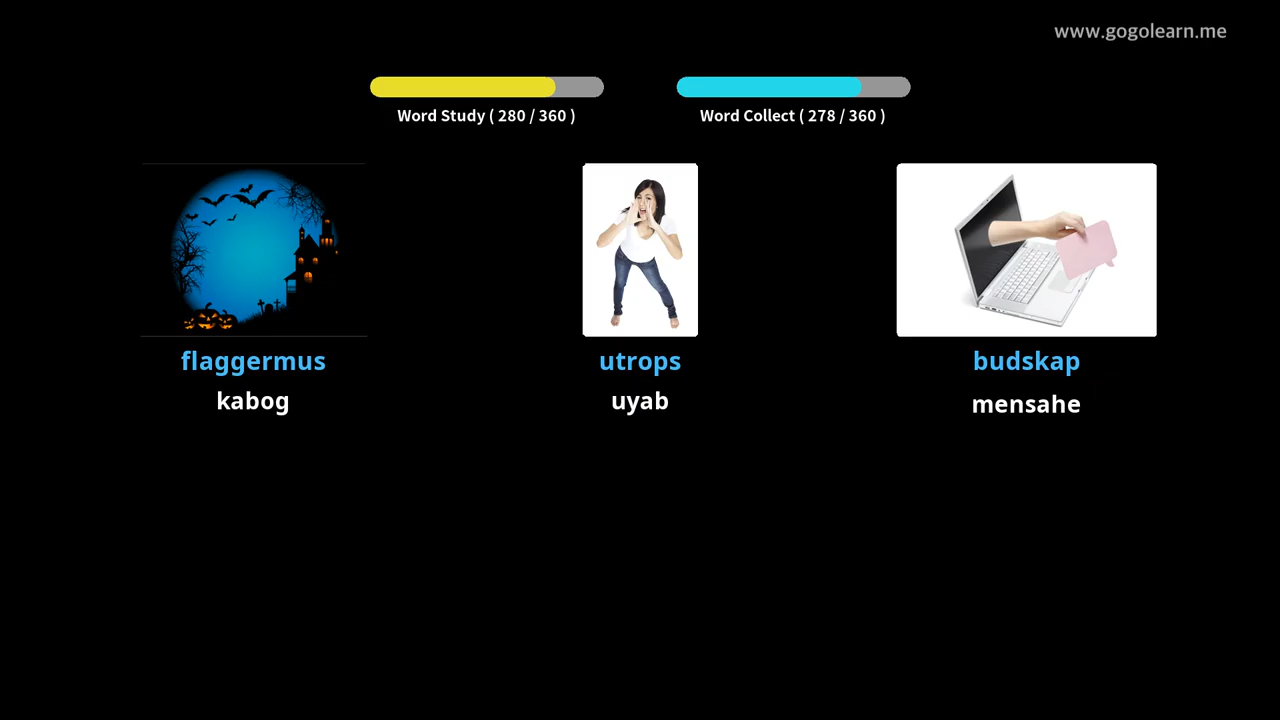 www.gogolearn.me
Word Study ( 280 / 360 )
Word Collect ( 278 / 360 )
flaggermus
kabog
utrops
uyab
budskap
mensahe